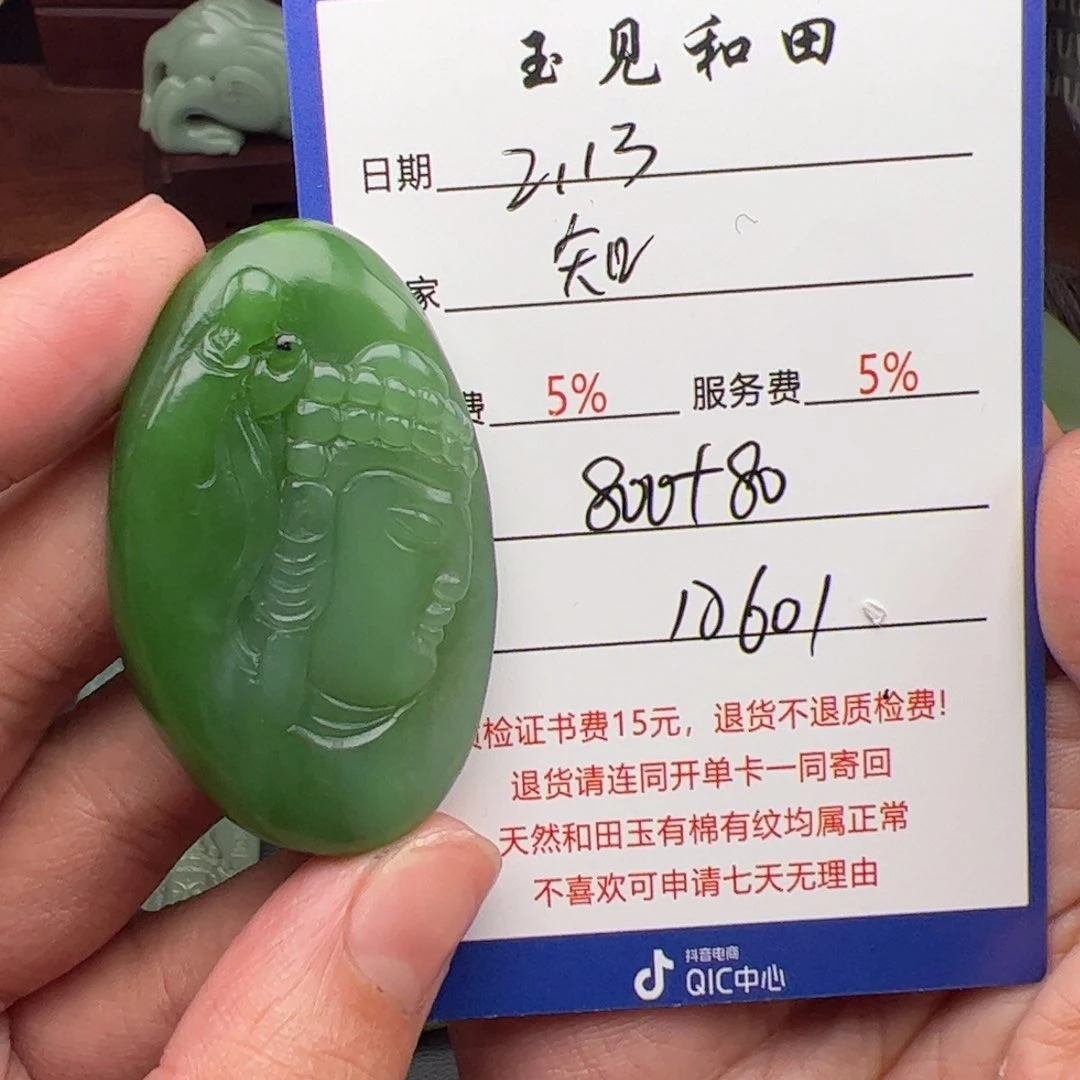 玉见和田
日期 2.13
家 知
费 5% 服务费 5%
800+80
10601
检证书费15元，退货不退质检费！
退货请连同开单卡一同寄回
天然和田玉有棉有纹均属正常
不喜欢可申请七天无理由
抖音电商
QIC中心